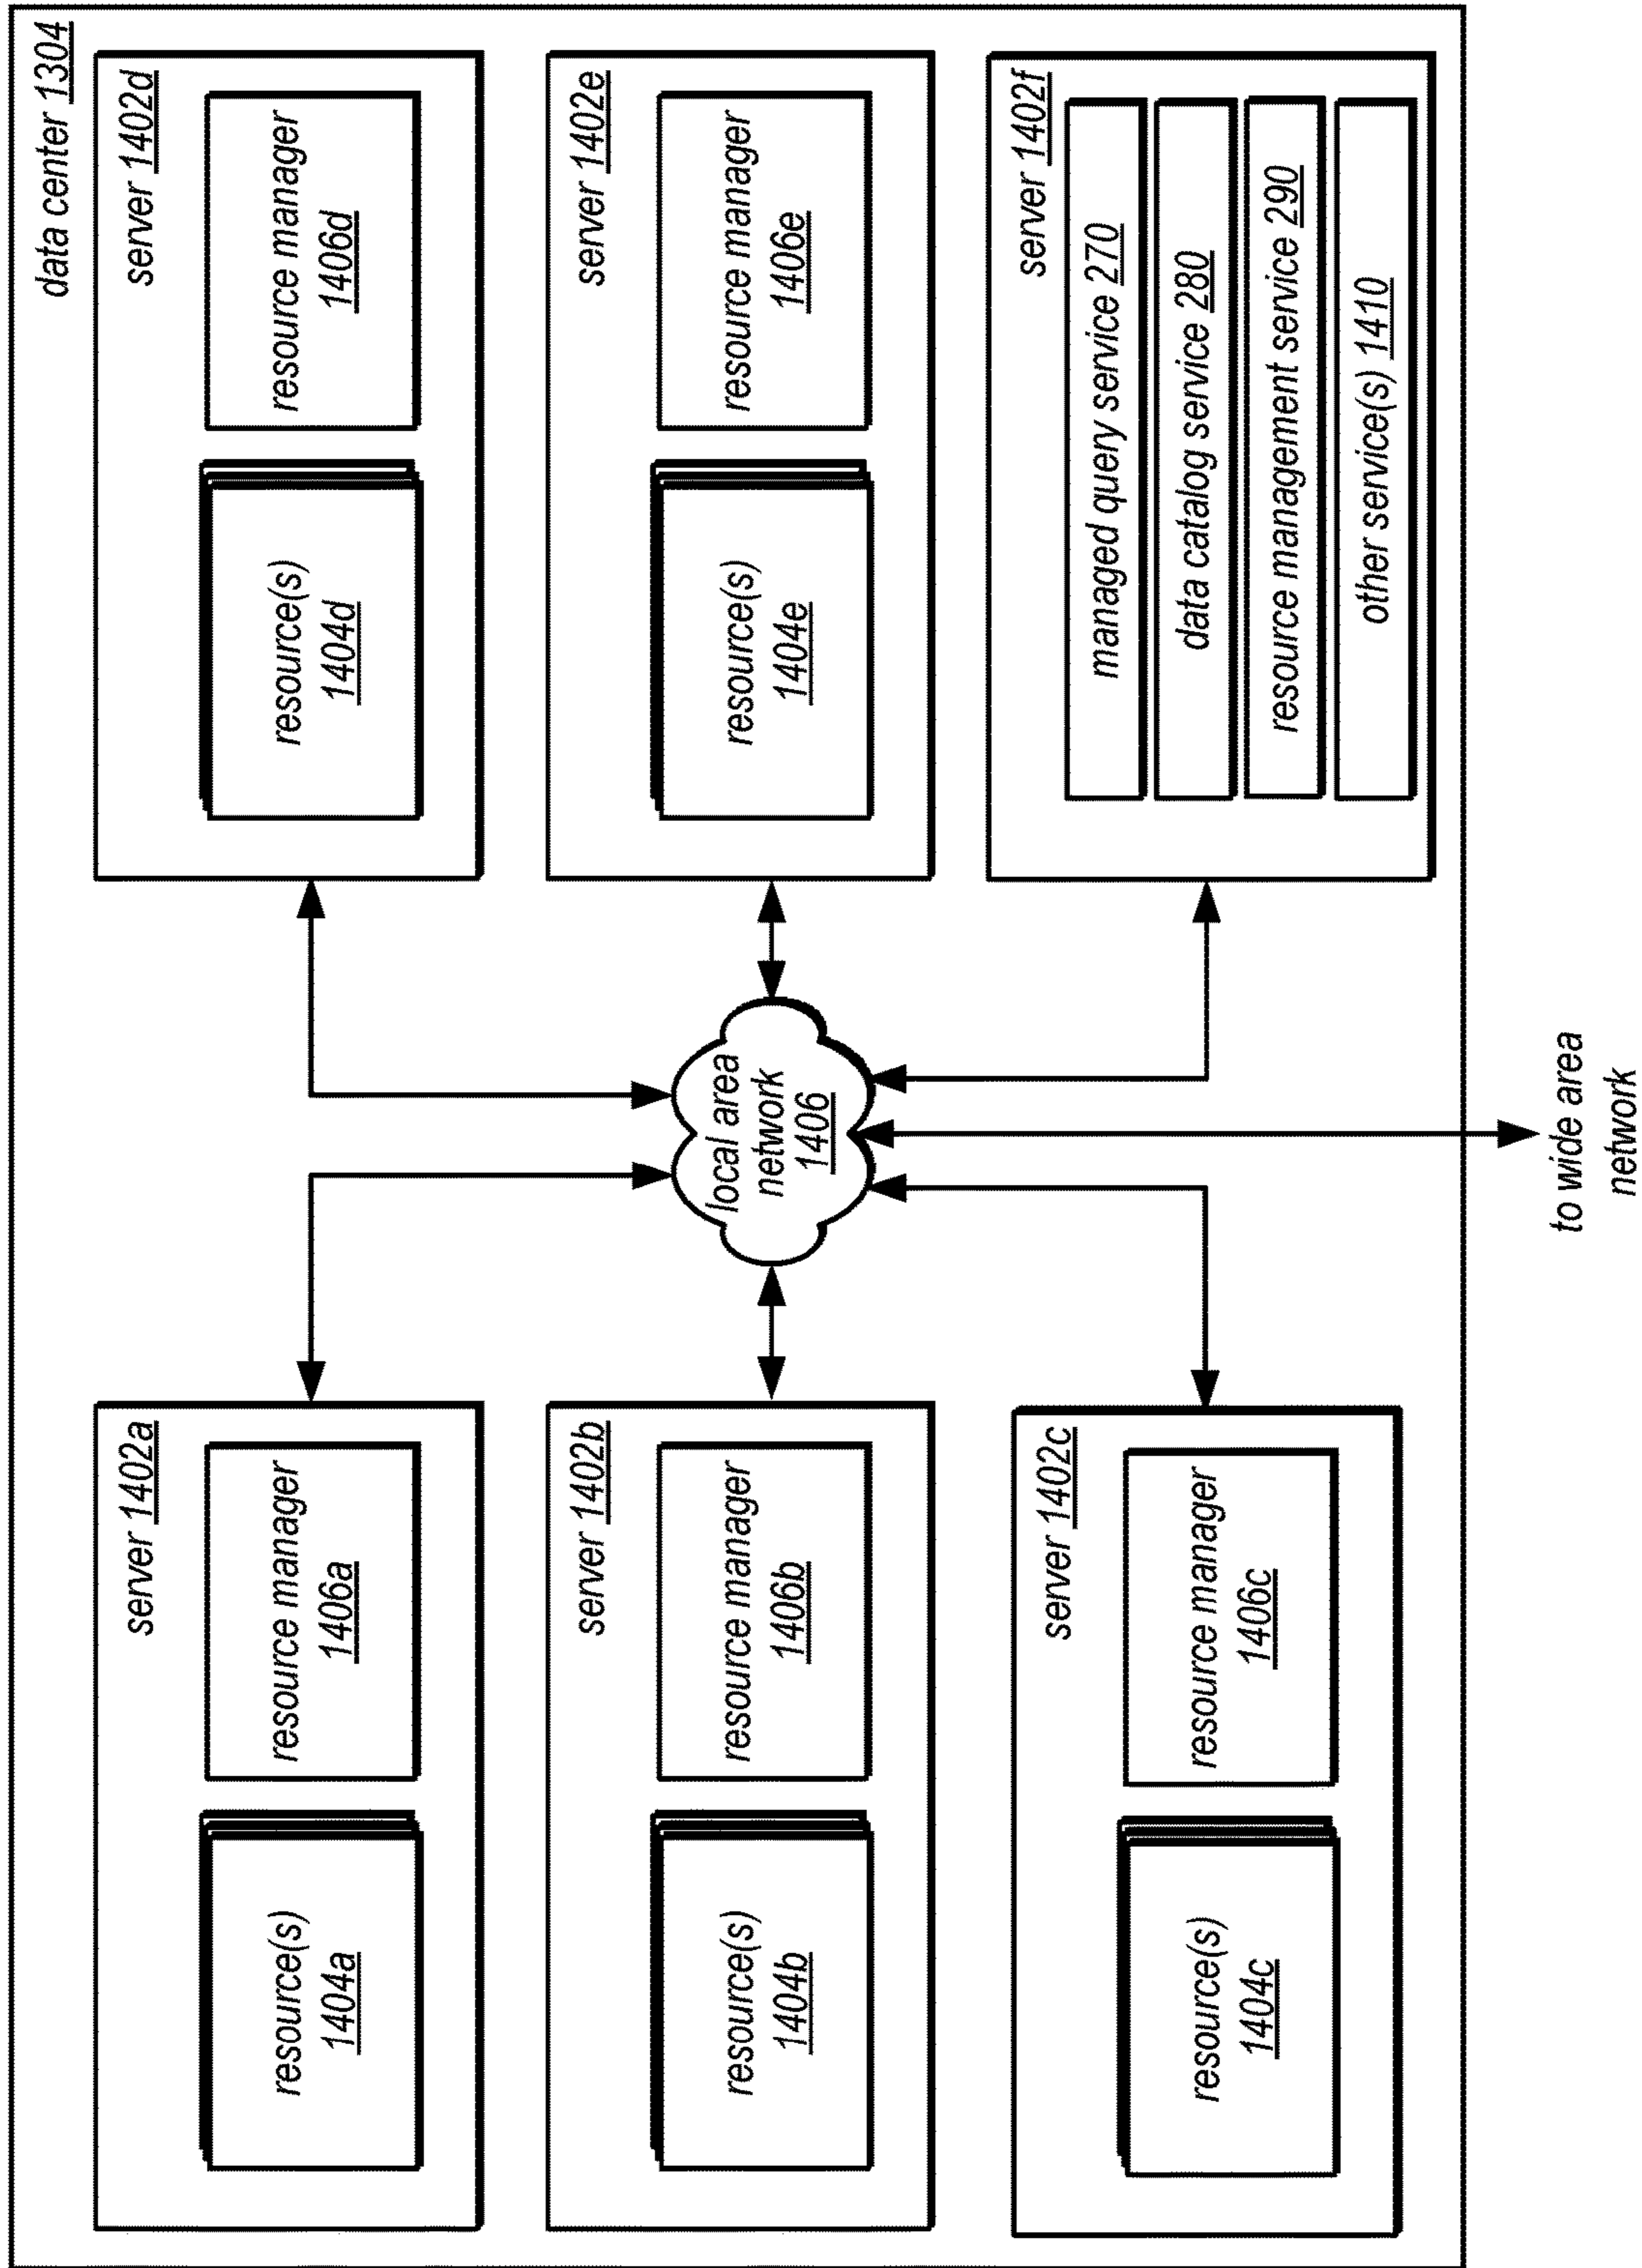 data center 1304
server 1402a
resource(s)
1404a
resource manager
1406a
server 1402b
resource(s)
1404b
resource manager
1406b
server 1402c
resource(s)
1404c
resource manager
1406c
local area
network
1406
server 1402d
resource(s)
1404d
resource manager
1406d
server 1402e
resource(s)
1404e
resource manager
1406e
server 1402f
managed query service 270
data catalog service 280
resource management service 290
other service(s) 1410
to wide area
network